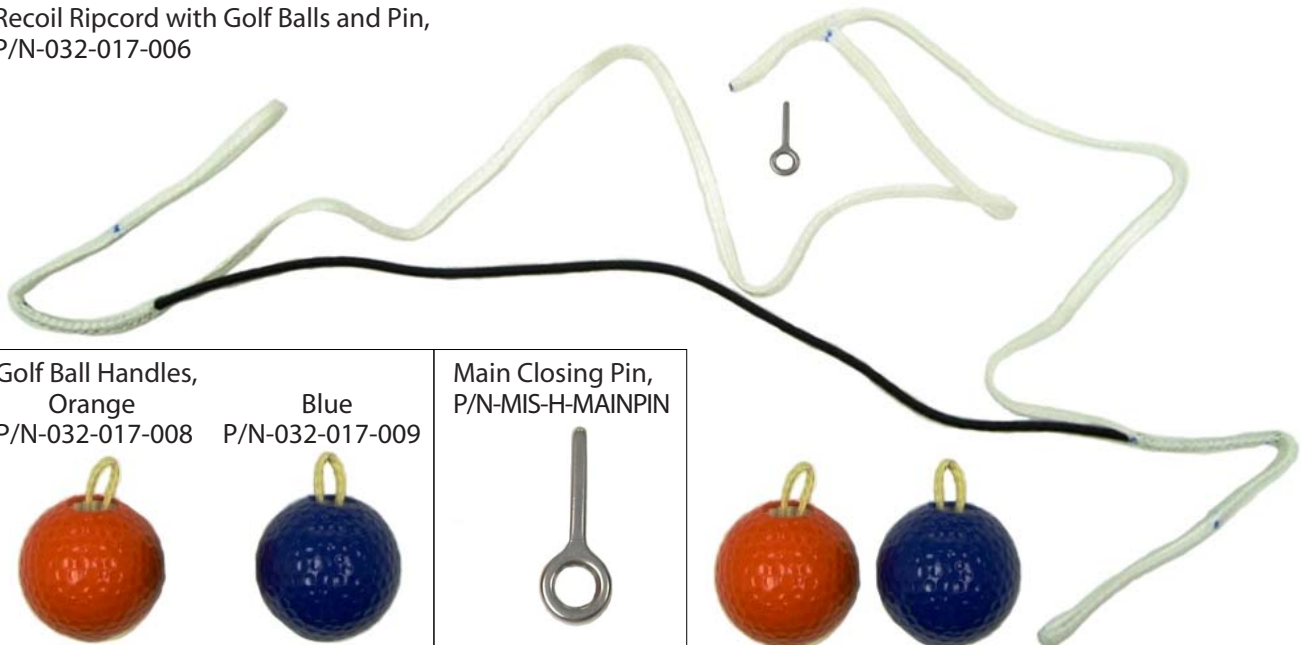 Recoil Ripcord with Golf Balls and Pin,
P/N-032-017-006
Golf Ball Handles,
Orange
P/N-032-017-008
Blue
P/N-032-017-009
Main Closing Pin,
P/N-MIS-H-MAINPIN